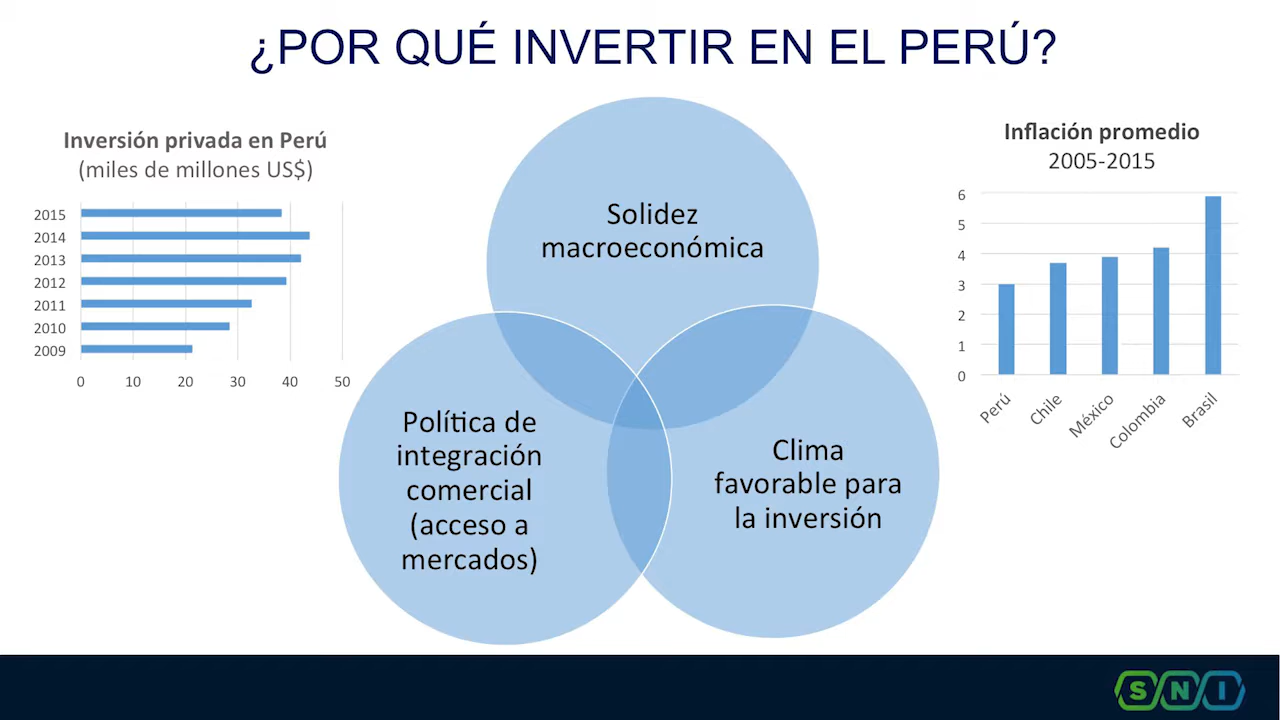 ¿POR QUÉ INVERTIR EN EL PERÚ?
Inversión privada en Perú
(miles de millones US$)
2015
2014
2013
2012
2011
2010
2009
0 10 20 30 40 50
Solidez
macroeconómica
Política de
integración
comercial
(acceso a
mercados)
Clima
favorable para
la inversión
Inflación promedio
2005-2015
6
5
4
3
2
1
0
Perú Chile México Colombia Brasil
SNI